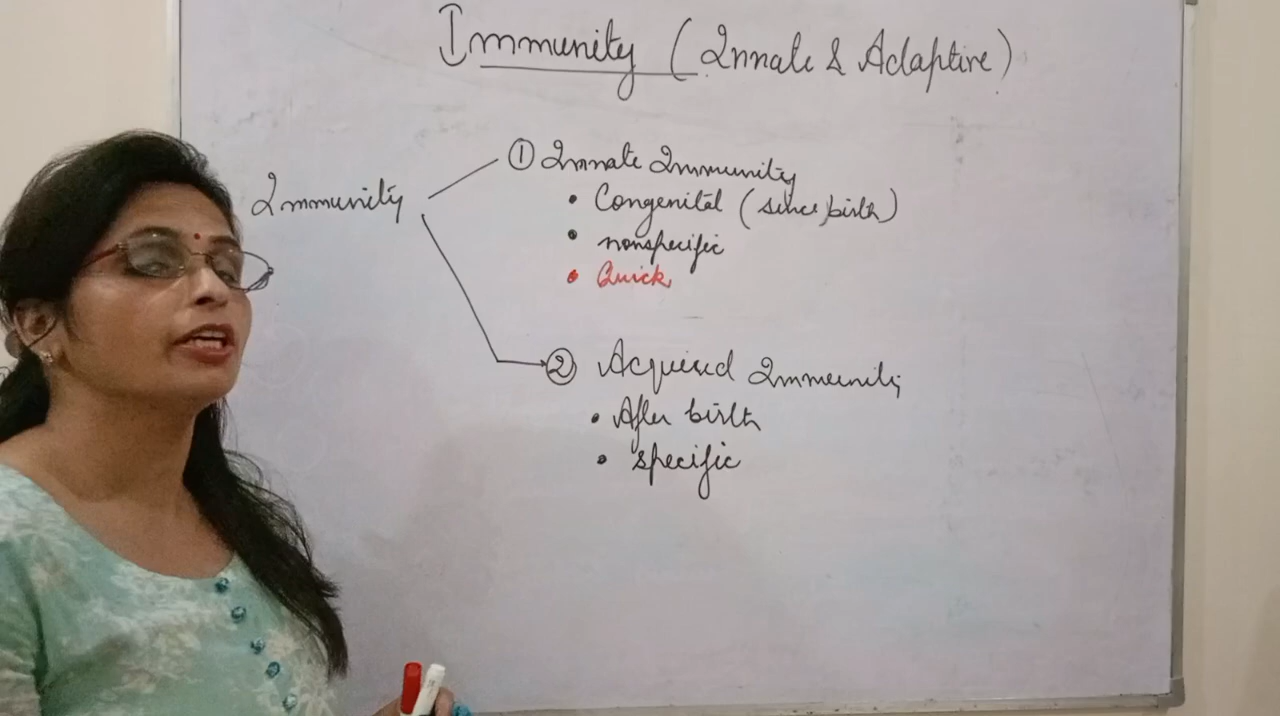 Immunity (Innate & Adaptive)
Immunity
① Innate Immunity
• Congenital (since birth)
• nonspecific
• Quick
② Acquired Immunity
• After birth
• specific